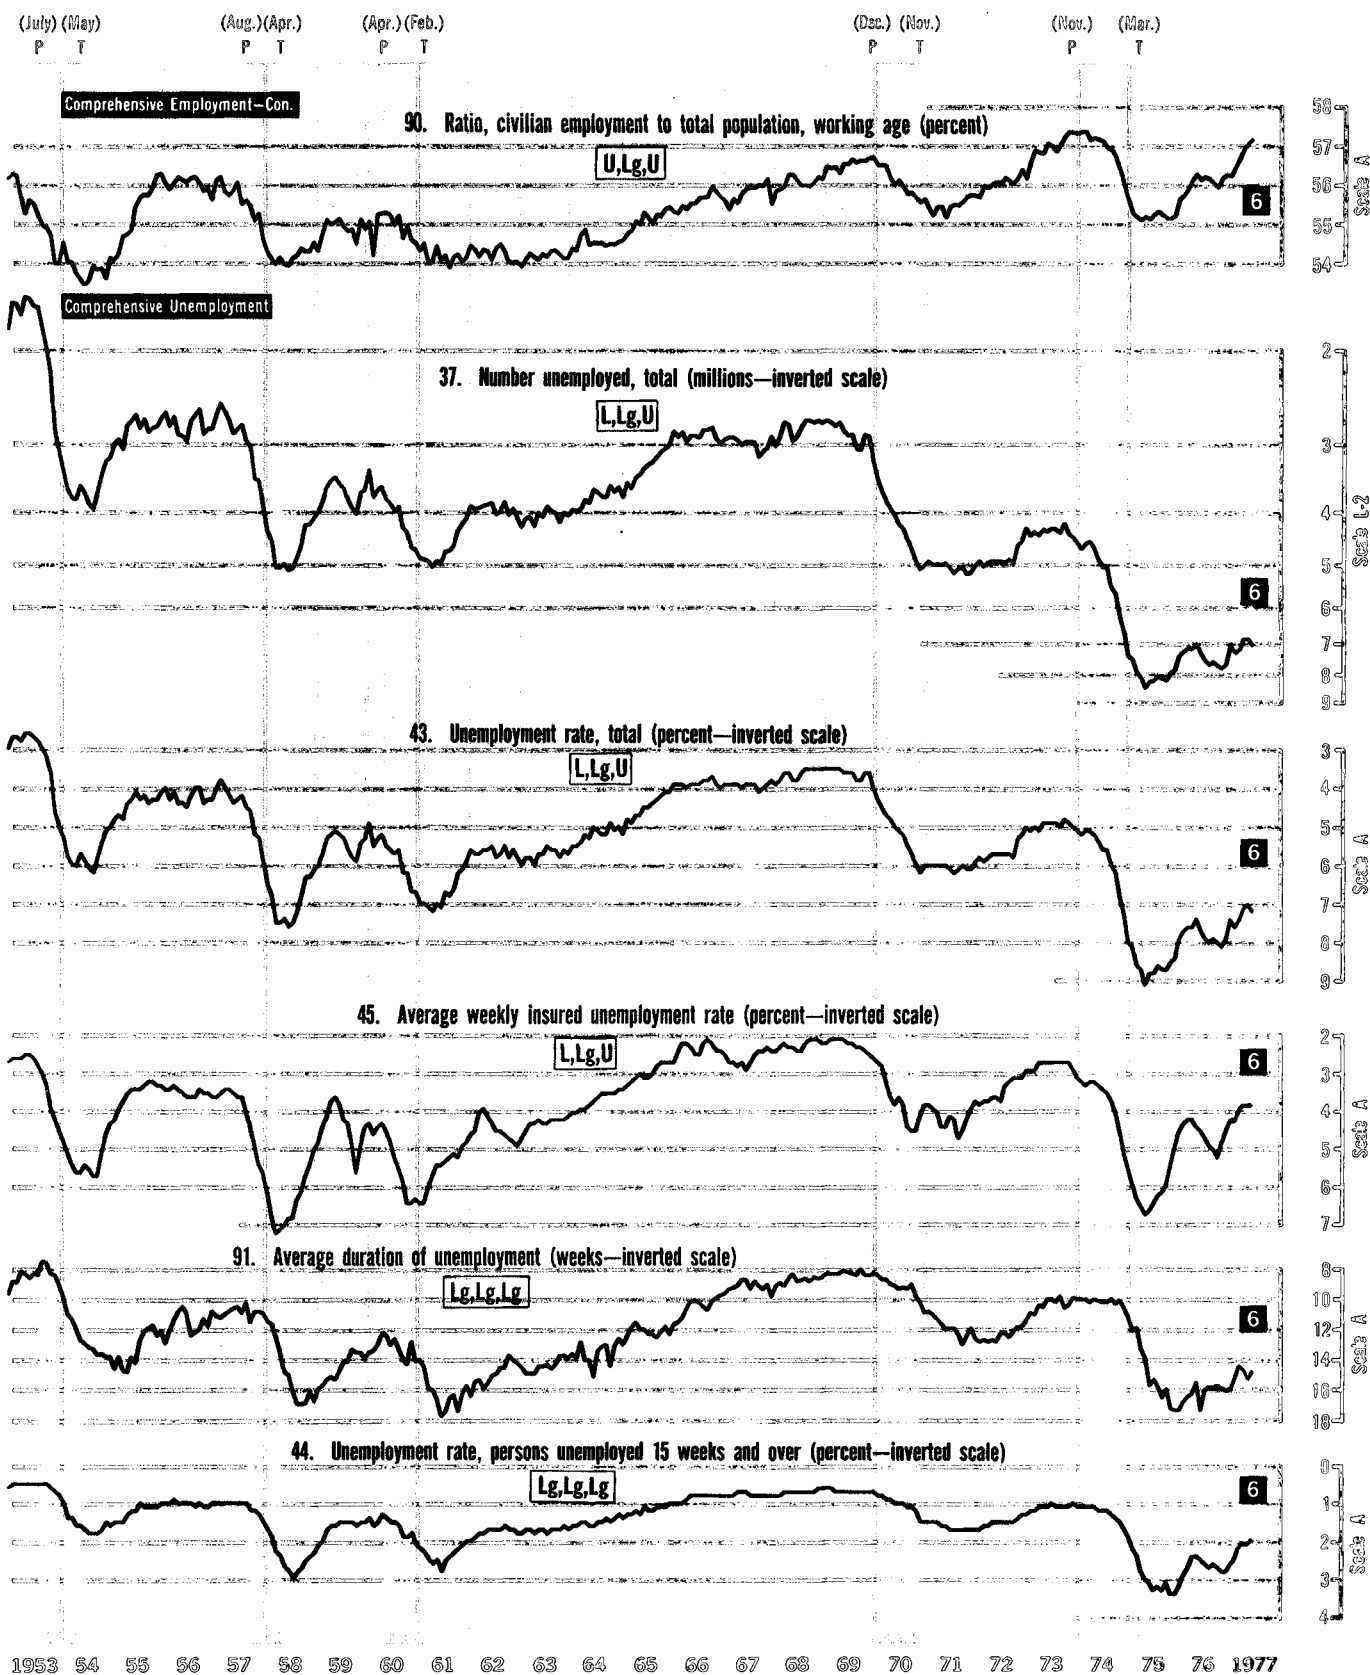 (July) (May) (Aug.) (Apr.) (Apr.) (Feb.) (Dec.) (Nov.) (Nov.) (Mar.)
P T P T P T P T P T
Comprehensive Employment—Con.
90. Ratio, civilian employment to total population, working age (percent)
U,Lg,U
58
57
56
55
54
Scale A
6
Comprehensive Unemployment
37. Number unemployed, total (millions—inverted scale)
L,Lg,U
2
3
4
5
6
7
8
9
Scale L-2
6
43. Unemployment rate, total (percent—inverted scale)
L,Lg,U
3
4
5
6
7
8
9
Scale A
6
45. Average weekly insured unemployment rate (percent—inverted scale)
L,Lg,U
2
3
4
5
6
7
Scale A
6
91. Average duration of unemployment (weeks—inverted scale)
Lg,Lg,Lg
8
10
12
14
16
18
Scale A
6
44. Unemployment rate, persons unemployed 15 weeks and over (percent—inverted scale)
Lg,Lg,Lg
0
1
2
3
4
Scale A
6
1953 54 55 56 57 58 59 60 61 62 63 64 65 66 67 68 69 70 71 72 73 74 75 76 1977